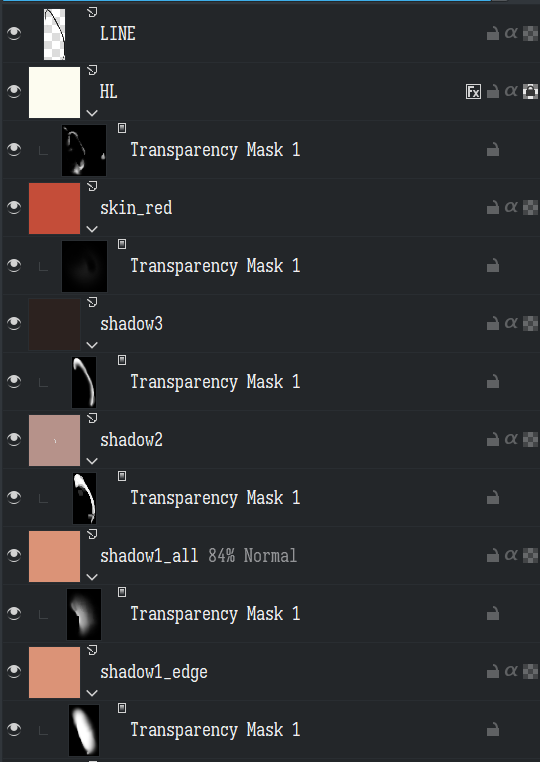 LINE
HL
Fx α
Transparency Mask 1
skin_red
α
Transparency Mask 1
shadow3
α
Transparency Mask 1
shadow2
α
Transparency Mask 1
shadow1_all 84% Normal
α
Transparency Mask 1
shadow1_edge
α
Transparency Mask 1